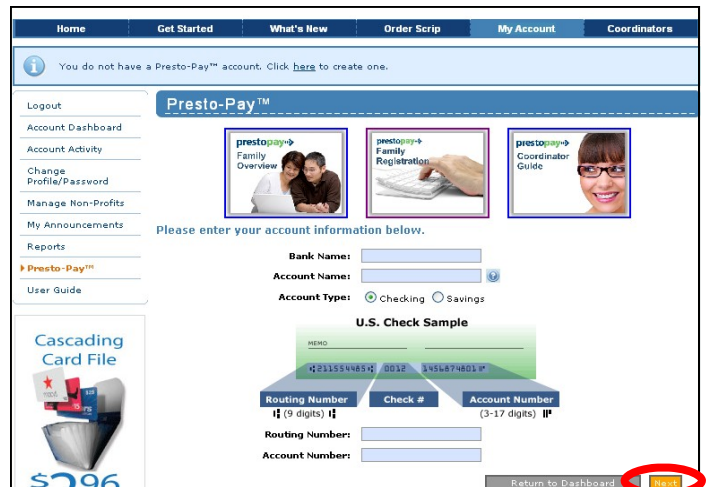 Home Get Started What's New Order Scrip My Account Coordinators
You do not have a Presto-Pay™ account. Click here to create one.
Logout
Account Dashboard
Account Activity
Change
Profile/Password
Manage Non-Profits
My Announcements
Reports
Presto-Pay™
User Guide
Cascading
Card File
$296
Presto-Pay™
prestopay
Family
Overview
prestopay
Family
Registration
prestopay
Coordinator
Guide
Please enter your account information below.
Bank Name:
Account Name:
Account Type: Checking Savings
U.S. Check Sample
MEMO
⑆211554485⑆ 0012 1456874801⑈
Routing Number Check # Account Number
⑆ (9 digits) ⑆ (3-17 digits) ⑈
Routing Number:
Account Number:
Return to Dashboard Next